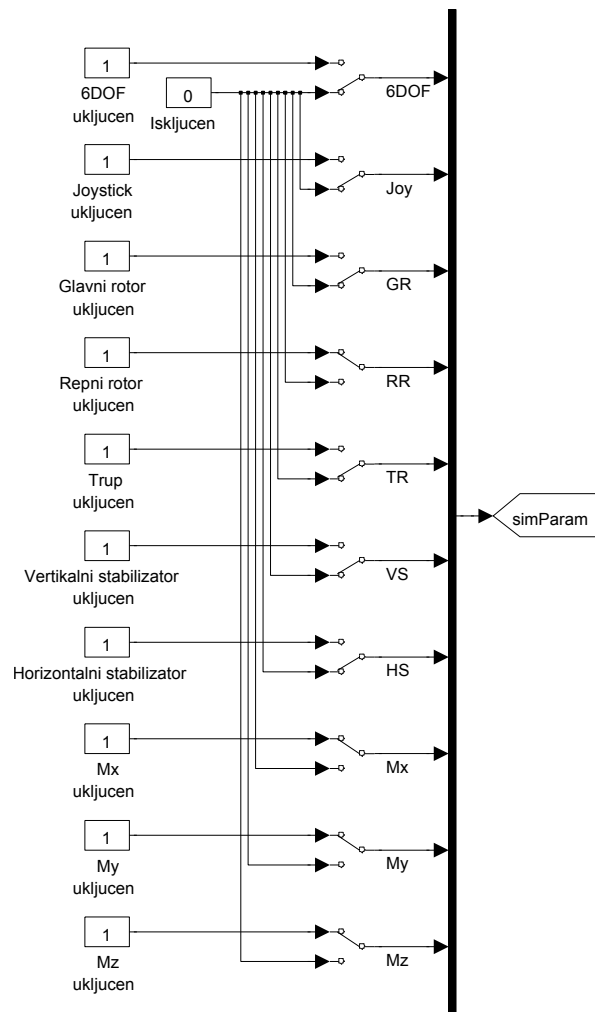 1
6DOF
ukljucen
0
Iskljucen
6DOF
1
Joystick
ukljucen
Joy
1
Glavni rotor
ukljucen
GR
1
Repni rotor
ukljucen
RR
1
Trup
ukljucen
TR
simParam
1
Vertikalni stabilizator
ukljucen
VS
1
Horizontalni stabilizator
ukljucen
HS
1
Mx
ukljucen
Mx
1
My
ukljucen
My
1
Mz
ukljucen
Mz